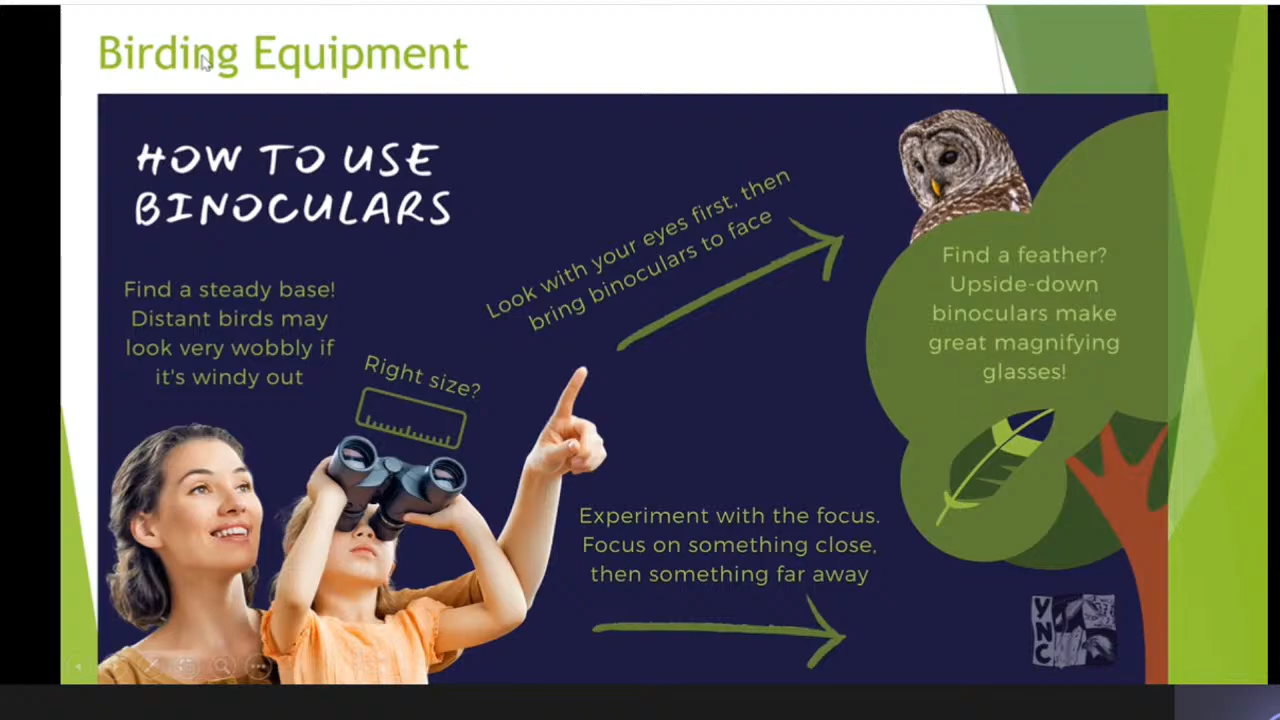 Birding Equipment
HOW TO USE
BINOCULARS
Find a steady base!
Distant birds may
look very wobbly if
it's windy out
Right size?
Look with your eyes first, then
bring binoculars to face
Find a feather?
Upside-down
binoculars make
great magnifying
glasses!
Experiment with the focus.
Focus on something close,
then something far away
YNC